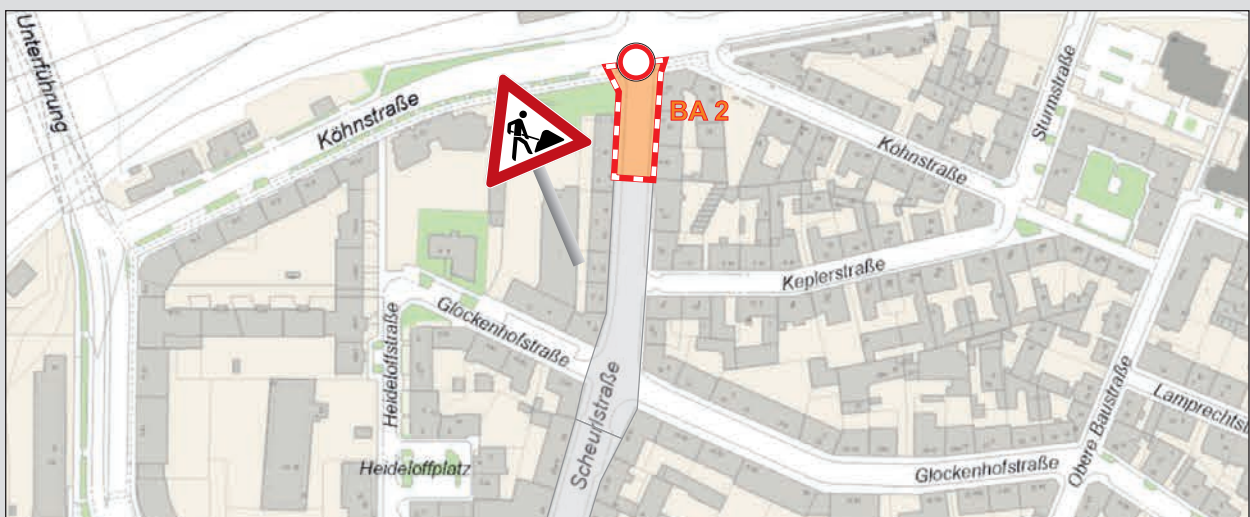 Unterführung
Köhnstraße
BA 2
Sturmstraße
Köhnstraße
Keplerstraße
Glockenhofstraße
Heideloffstraße
Scheurlstraße
Heideloffplatz
Glockenhofstraße
Obere Baustraße
Lamprechtst